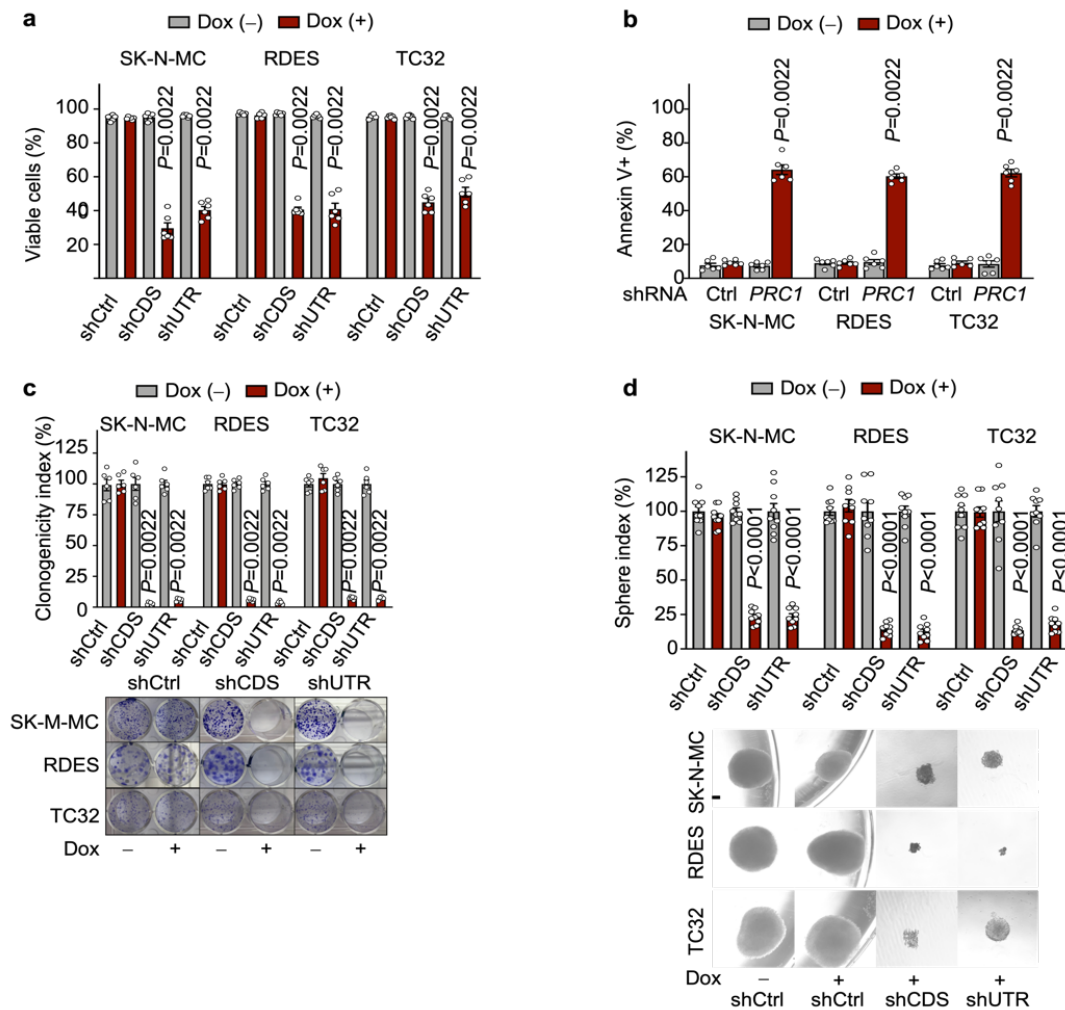 a
Dox (–) Dox (+)
SK-N-MC RDES TC32
Viable cells (%)
100
80
60
40
20
P=0.0022 P=0.0022 P=0.0022 P=0.0022 P=0.0022 P=0.0022
shCtrl shCDS shUTR shCtrl shCDS shUTR shCtrl shCDS shUTR
b
Dox (–) Dox (+)
Annexin V+ (%)
100
80
60
40
20
0
P=0.0022 P=0.0022 P=0.0022
shRNA Ctrl PRC1 Ctrl PRC1 Ctrl PRC1
SK-N-MC RDES TC32
c
Dox (–) Dox (+)
SK-N-MC RDES TC32
Clonogenicity index (%)
125
100
75
50
25
0
P=0.0022 P=0.0022 P=0.0022 P=0.0022 P=0.0022 P=0.0022
shCtrl shCDS shUTR shCtrl shCDS shUTR shCtrl shCDS shUTR
shCtrl shCDS shUTR
SK-M-MC
RDES
TC32
Dox – + – + – +
d
Dox (–) Dox (+)
SK-N-MC RDES TC32
Sphere index (%)
125
100
75
50
25
0
P<0.0001 P<0.0001 P<0.0001 P<0.0001 P<0.0001 P<0.0001
shCtrl shCDS shUTR shCtrl shCDS shUTR shCtrl shCDS shUTR
SK-N-MC
RDES
TC32
Dox – + + +
shCtrl shCtrl shCDS shUTR